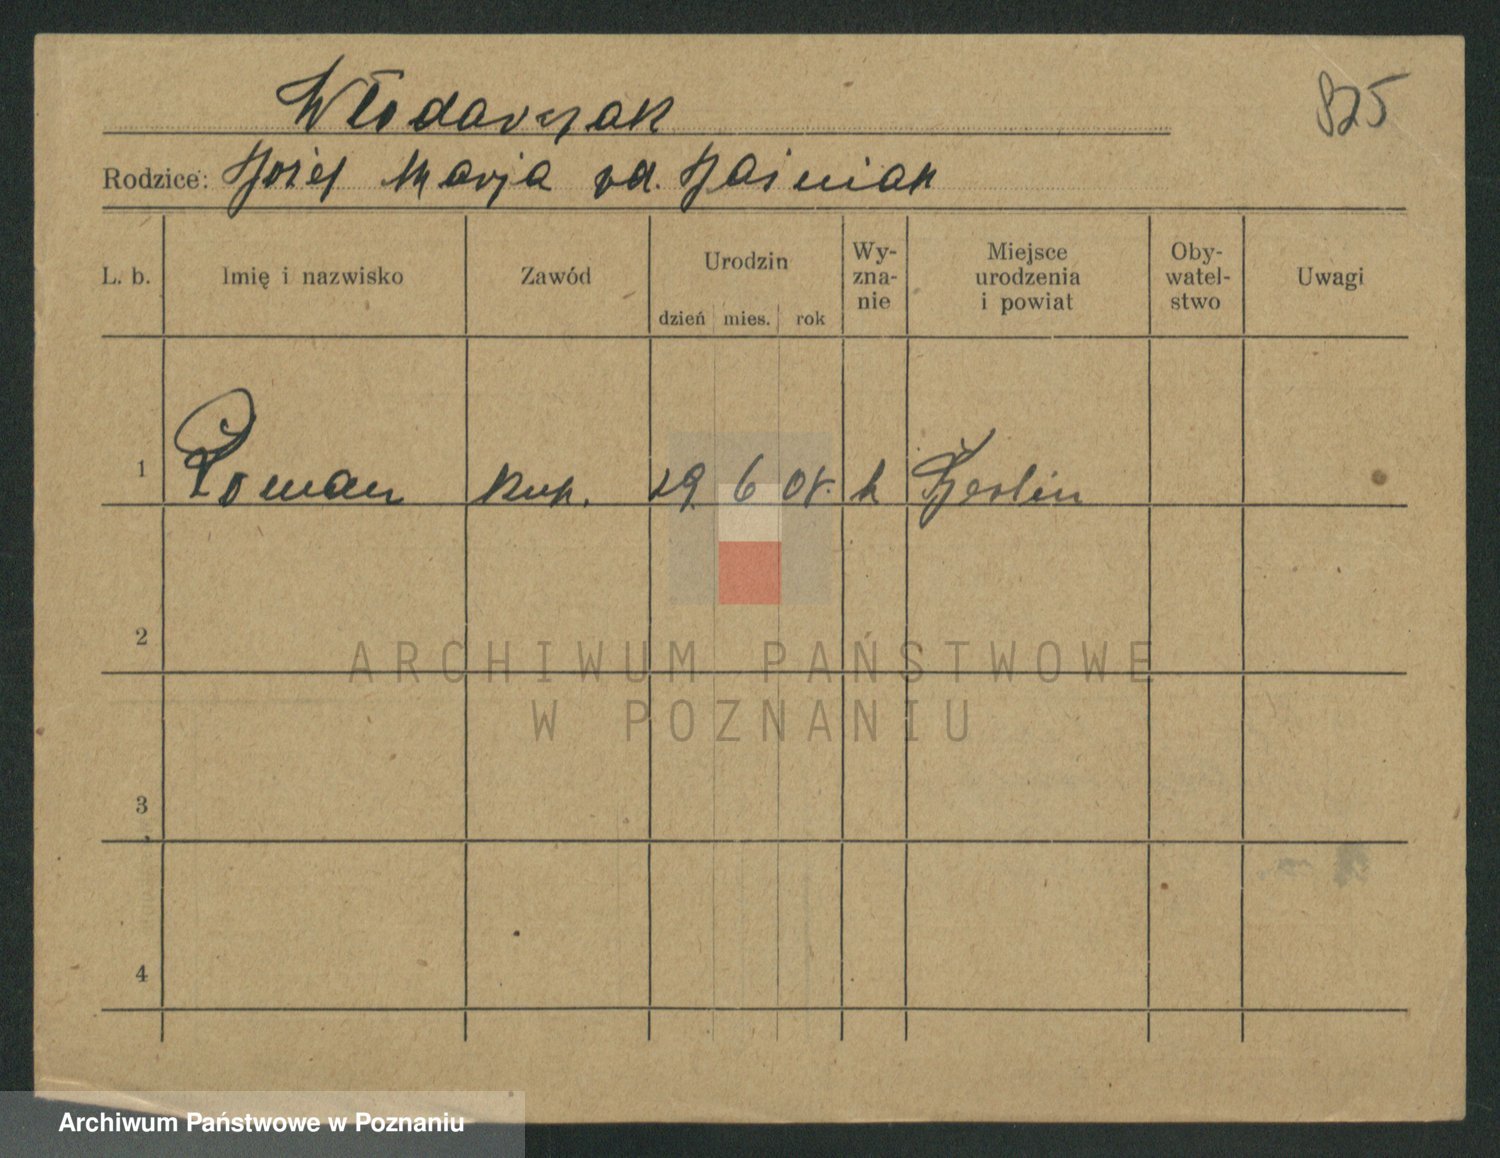 Włodarczak
825
Rodzice: Józef Marja zd. Jaśniak
L. b. Imię i nazwisko Zawód Urodzin Wy-zna-nie Miejsce urodzenia i powiat Oby-watel-stwo Uwagi
dzień mies. rok
1 Roman kup. 29 6 08. k Berlin
2
ARCHIWUM PAŃSTWOWE
W POZNANIU
3
4
Archiwum Państwowe w Poznaniu